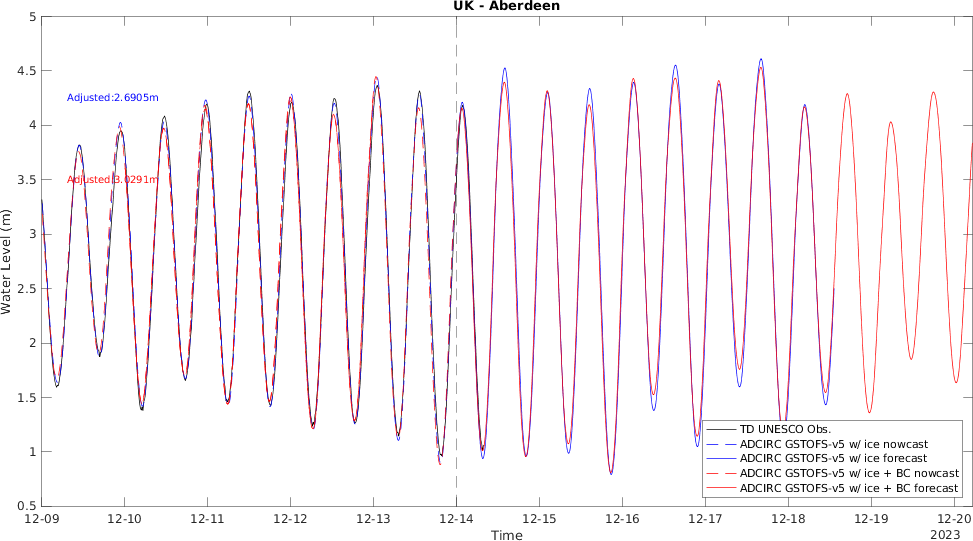 UK - Aberdeen
5
4.5
4
3.5
3
2.5
2
1.5
1
0.5
Water Level (m)
Adjusted:2.6905m
Adjusted:3.0291m
TD UNESCO Obs.
ADCIRC GSTOFS-v5 w/ ice nowcast
ADCIRC GSTOFS-v5 w/ ice forecast
ADCIRC GSTOFS-v5 w/ ice + BC nowcast
ADCIRC GSTOFS-v5 w/ ice + BC forecast
12-09 12-10 12-11 12-12 12-13 12-14 12-15 12-16 12-17 12-18 12-19 12-20
Time
2023